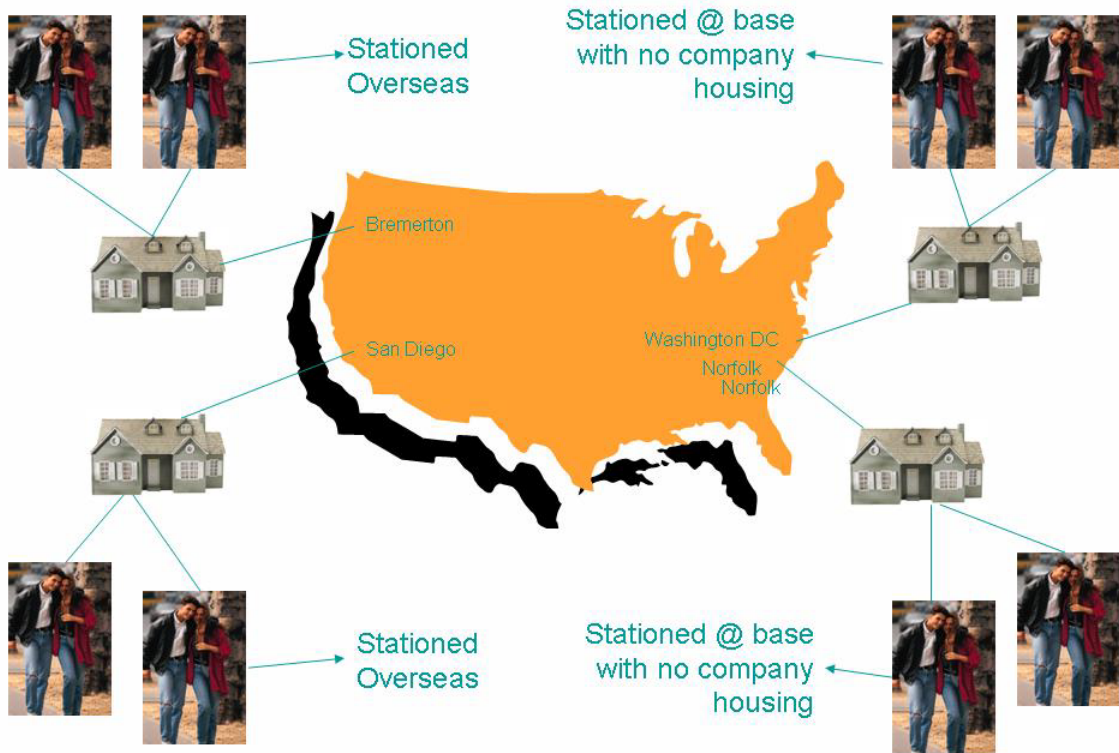 Stationed
Overseas
Stationed @ base
with no company
housing
Bremerton
San Diego
Washington DC
Norfolk
Norfolk
Stationed
Overseas
Stationed @ base
with no company
housing